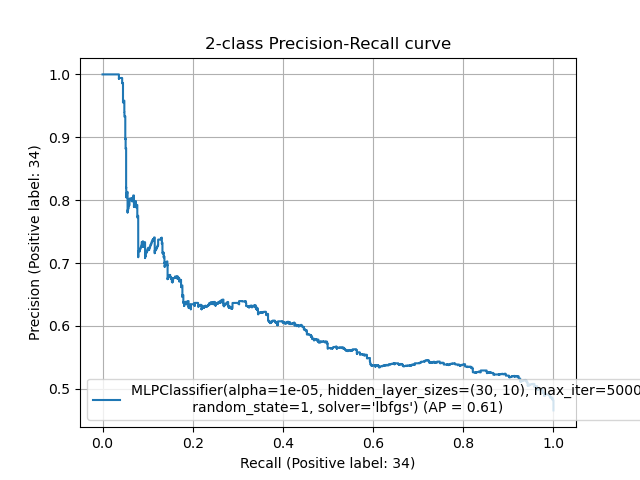 2-class Precision-Recall curve
1.0
0.9
0.8
0.7
0.6
0.5
Precision (Positive label: 34)
MLPClassifier(alpha=1e-05, hidden_layer_sizes=(30, 10), max_iter=5000
random_state=1, solver='lbfgs') (AP = 0.61)
0.0 0.2 0.4 0.6 0.8 1.0
Recall (Positive label: 34)